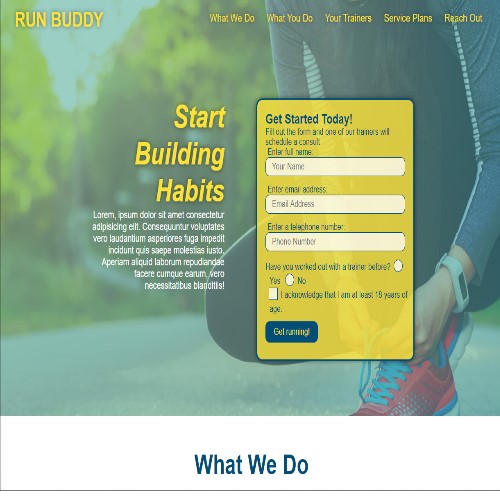 RUN BUDDY
What We Do What You Do Your Trainers Service Plans Reach Out
Start
Building
Habits
Lorem, ipsum dolor sit amet consectetur
adipisicing elit. Consequuntur voluptates
vero laudantium asperiores fuga impedit
incidunt quis saepe molestias iusto.
Aperiam aliquid laborum repudiandae
facere cumque earum, vero
necessitatibus blanditiis!
Get Started Today!
Fill out the form and one of our trainers will
schedule a consult.
Enter full name:
Your Name
Enter email address:
Email Address
Enter a telephone number:
Phone Number
Have you worked out with a trainer before?
Yes No
I acknowledge that I am at least 18 years of
age.
Get running!
What We Do